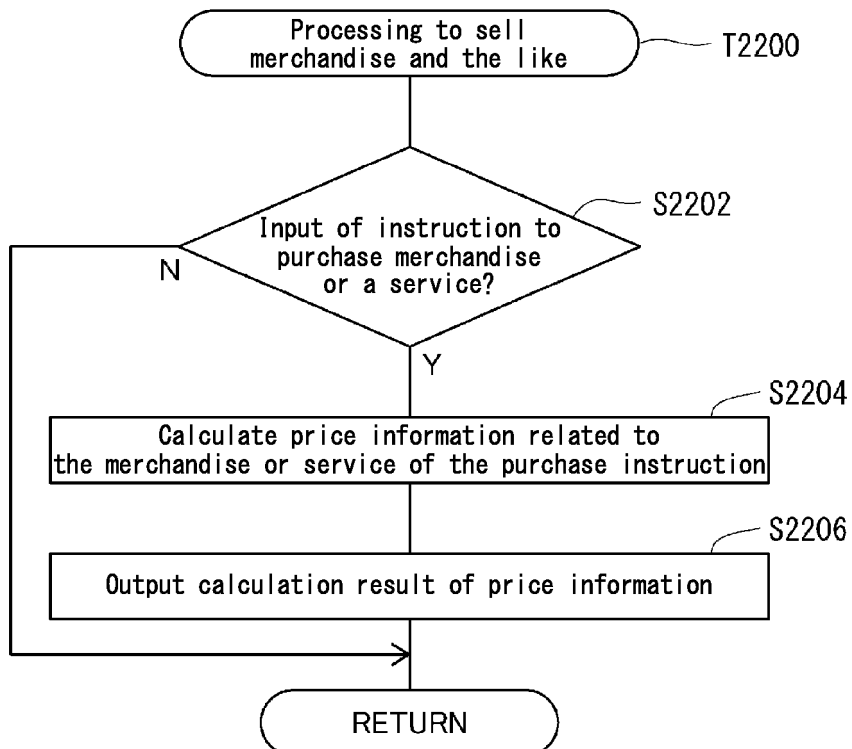 Processing to sell
merchandise and the like
T2200
S2202
Input of instruction to
purchase merchandise
or a service?
N
Y
S2204
Calculate price information related to
the merchandise or service of the purchase instruction
S2206
Output calculation result of price information
RETURN